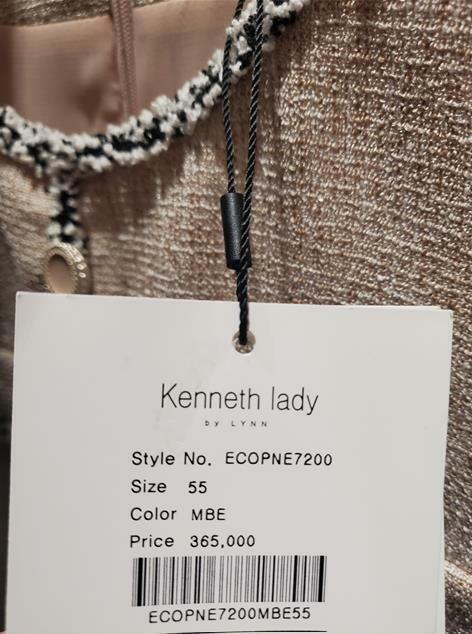 Kenneth lady
by LYNN
Style No. ECOPNE7200
Size 55
Color MBE
Price 365,000
ECOPNE7200MBE55